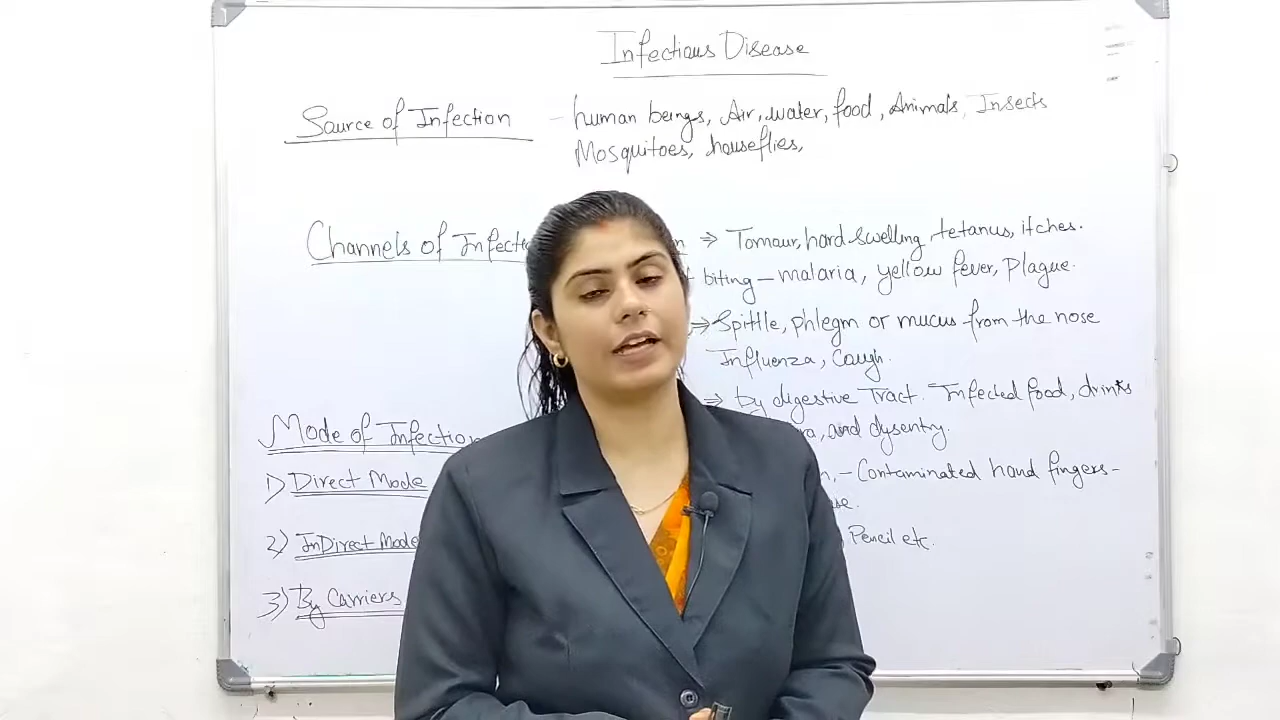 Infectious Disease
Source of Infection - human beings, Air, water, food, Animals, Insects
Mosquitoes, houseflies,
Channels of => Tomour, hard swelling, tetanus, itches.
biting - malaria, yellow fever, Plague.
=> Spittle, phlegm or mucus from the nose
Influenza, Cough.
=> by digestive Tract. Infected food, drinks
and dysentry.
Mode of Infection
- Contaminated hand fingers -
1) Direct Mode
2) InDirect Mode Pencil etc.
3) By Carriers